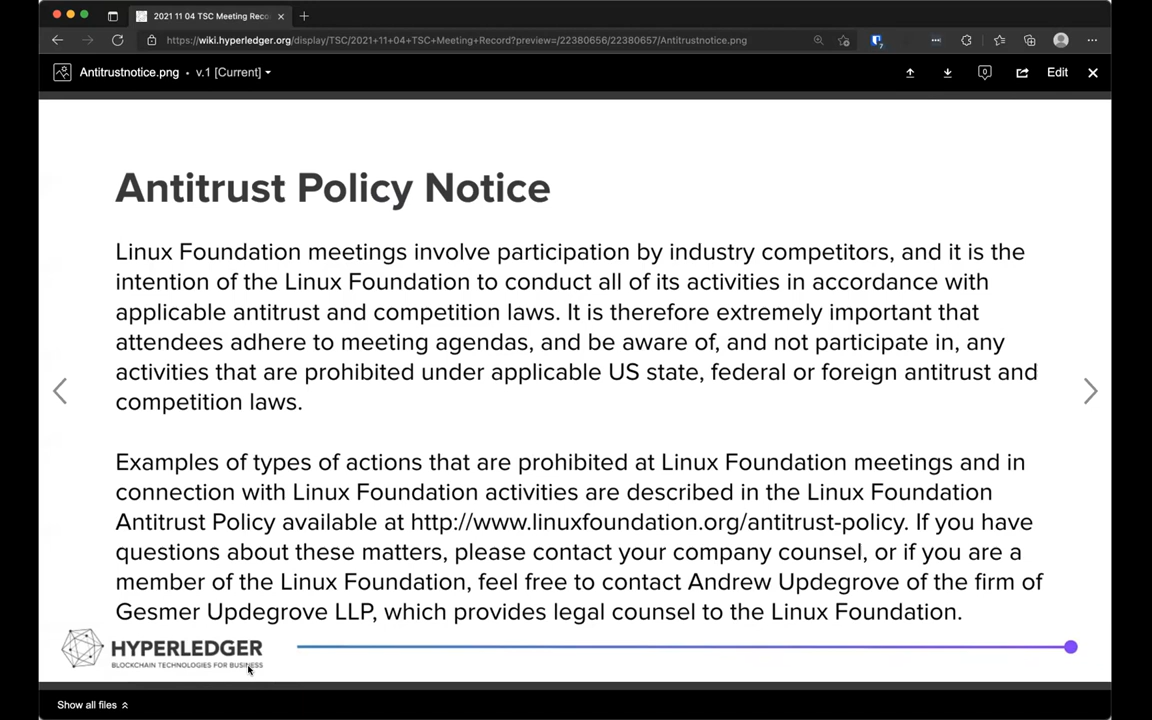 2021 11 04 TSC Meeting Reco
https://wiki.hyperledger.org/display/TSC/2021+11+04+TSC+Meeting+Record?preview=/22380656/22380657/Antitrustnotice.png
Antitrustnotice.png • v.1 [Current]
0
Edit
Antitrust Policy Notice
Linux Foundation meetings involve participation by industry competitors, and it is the
intention of the Linux Foundation to conduct all of its activities in accordance with
applicable antitrust and competition laws. It is therefore extremely important that
attendees adhere to meeting agendas, and be aware of, and not participate in, any
activities that are prohibited under applicable US state, federal or foreign antitrust and
competition laws.
Examples of types of actions that are prohibited at Linux Foundation meetings and in
connection with Linux Foundation activities are described in the Linux Foundation
Antitrust Policy available at http://www.linuxfoundation.org/antitrust-policy. If you have
questions about these matters, please contact your company counsel, or if you are a
member of the Linux Foundation, feel free to contact Andrew Updegrove of the firm of
Gesmer Updegrove LLP, which provides legal counsel to the Linux Foundation.
HYPERLEDGER
BLOCKCHAIN TECHNOLOGIES FOR BUSINESS
Show all files